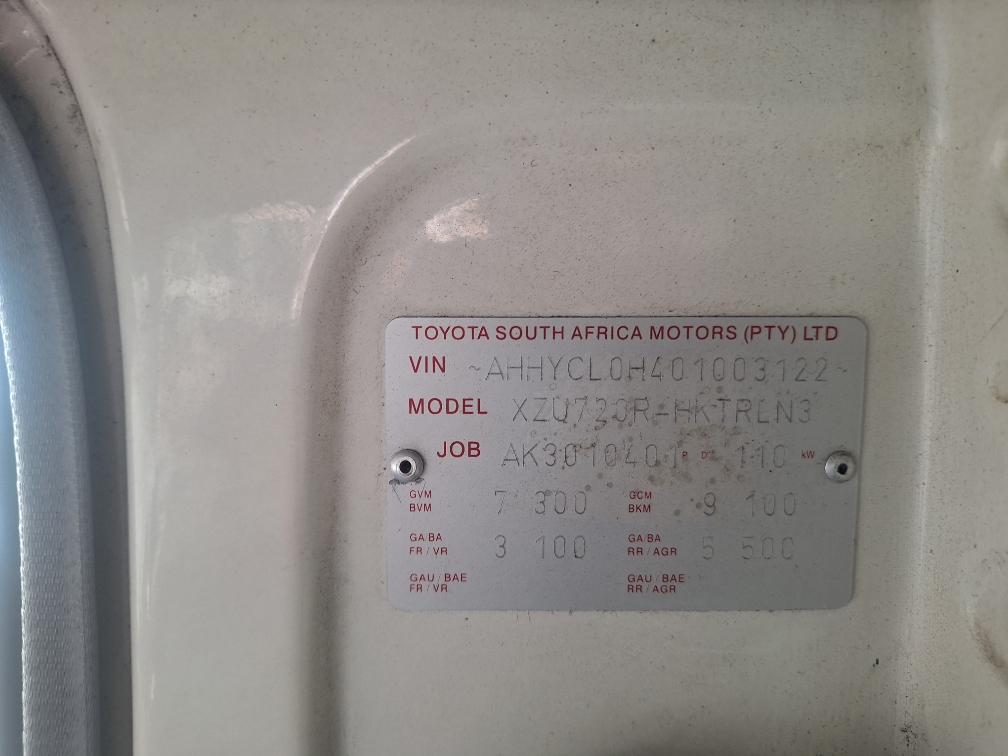 TOYOTA SOUTH AFRICA MOTORS (PTY) LTD
VIN ~AHHYCL0H401003122~
MODEL XZU720R-HKTRLN3
JOB AK3010401 P D 110 kW
GVM BVM 7 300 GCM BKM 9 100
GA/BA FR/VR 3 100 GA/BA RR/AGR 5 500
GAU/BAE FR/VR GAU/BAE RR/AGR